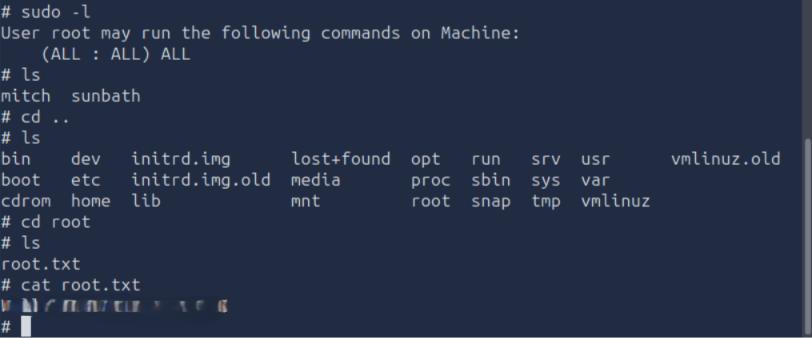 # sudo -l
User root may run the following commands on Machine:
    (ALL : ALL) ALL
# ls
mitch  sunbath
# cd ..
# ls
bin    dev   initrd.img      lost+found  opt   run   srv  usr      vmlinuz.old
boot   etc   initrd.img.old  media       proc  sbin  sys  var
cdrom  home  lib             mnt         root  snap  tmp  vmlinuz
# cd root
# ls
root.txt
# cat root.txt
#